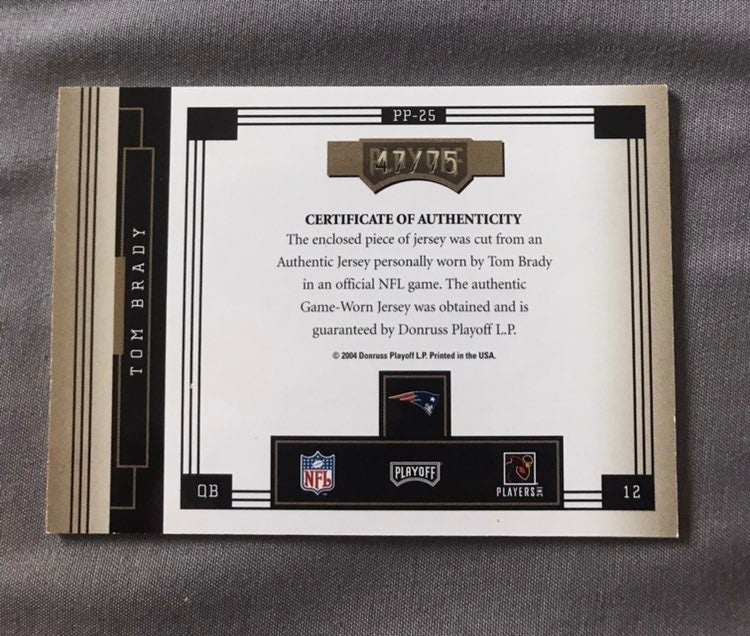 PP-25
PLAYOFF
47/75
CERTIFICATE OF AUTHENTICITY
The enclosed piece of jersey was cut from an
Authentic Jersey personally worn by Tom Brady
in an official NFL game. The authentic
Game-Worn Jersey was obtained and is
guaranteed by Donruss Playoff L.P.
© 2004 Donruss Playoff L.P. Printed in the USA.
TOM BRADY
NFL
PLAYOFF
PLAYERS INC
QB
12